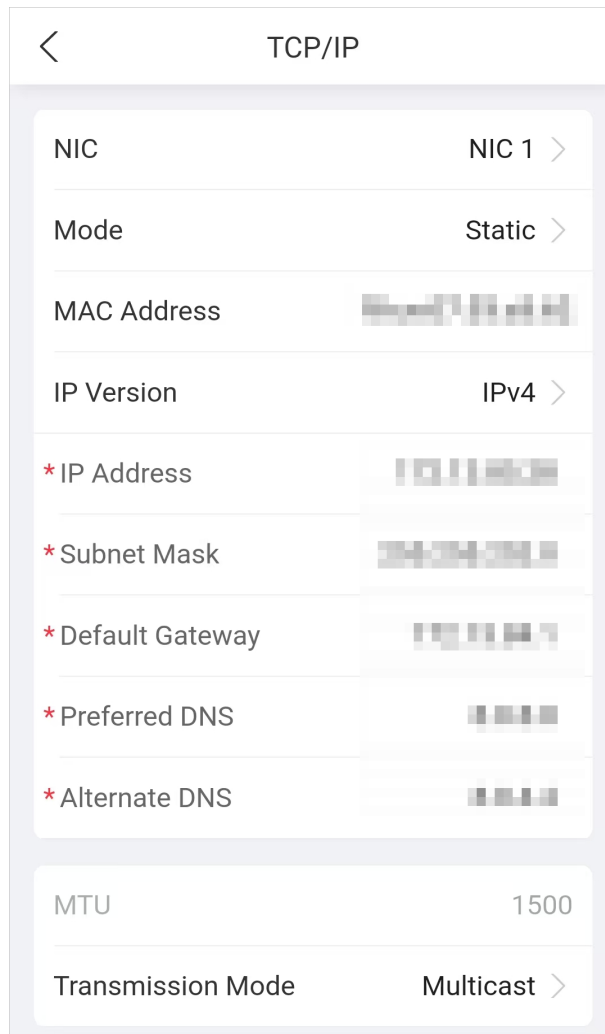 TCP/IP
NIC NIC 1
Mode Static
MAC Address
IP Version IPv4
* IP Address
* Subnet Mask
* Default Gateway
* Preferred DNS
* Alternate DNS
MTU 1500
Transmission Mode Multicast